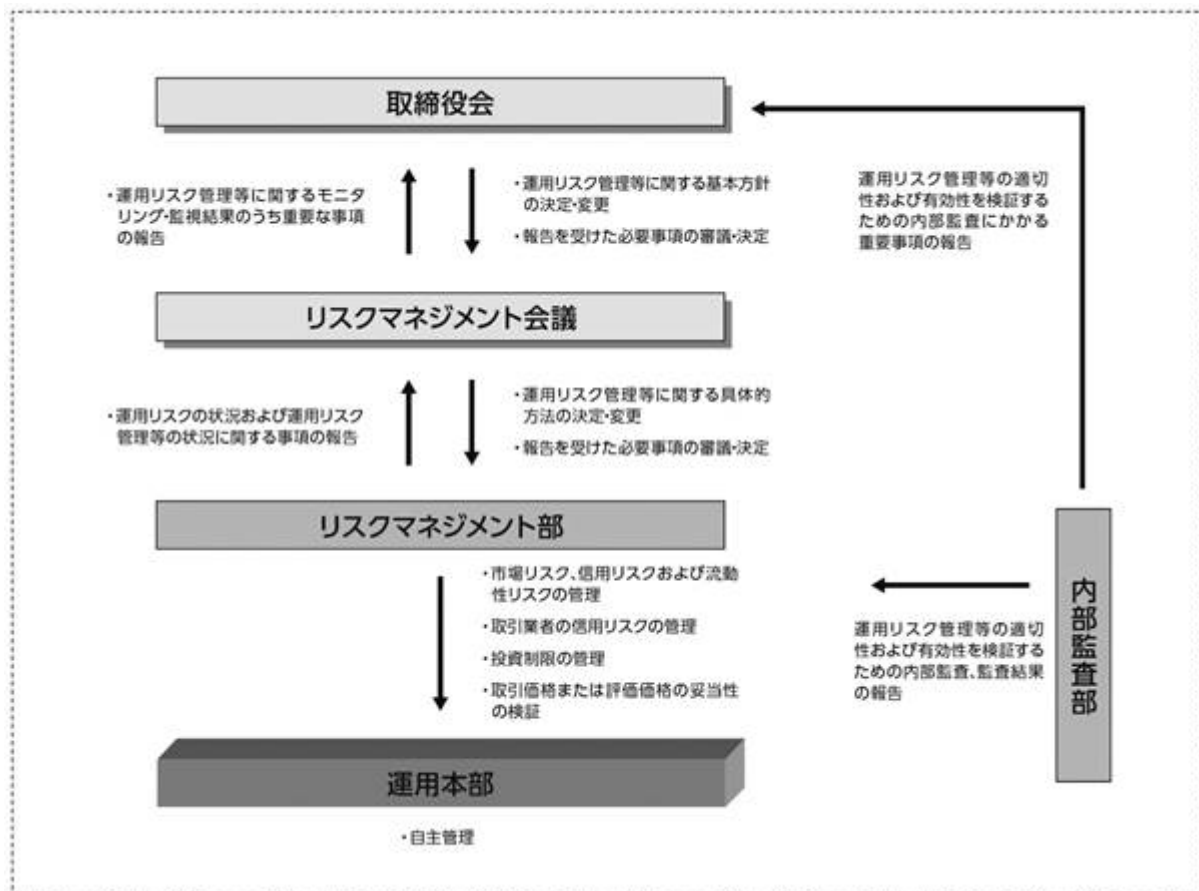 取締役会
・運用リスク管理等に関するモニタ
リング・監視結果のうち重要な事項
の報告
・運用リスク管理等に関する基本方針
の決定・変更
・報告を受けた必要事項の審議・決定
運用リスク管理等の適切
性および有効性を検証す
るための内部監査にかかる
重要事項の報告
リスクマネジメント会議
・運用リスクの状況および運用リスク
管理等の状況に関する事項の報告
・運用リスク管理等に関する具体的
方法の決定・変更
・報告を受けた必要事項の審議・決定
リスクマネジメント部
・市場リスク、信用リスクおよび流動
性リスクの管理
・取引業者の信用リスクの管理
・投資制限の管理
・取引価格または評価価格の妥当性
の検証
運用リスク管理等の適切
性および有効性を検証する
ための内部監査、監査結果
の報告
内部監査部
運用本部
・自主管理